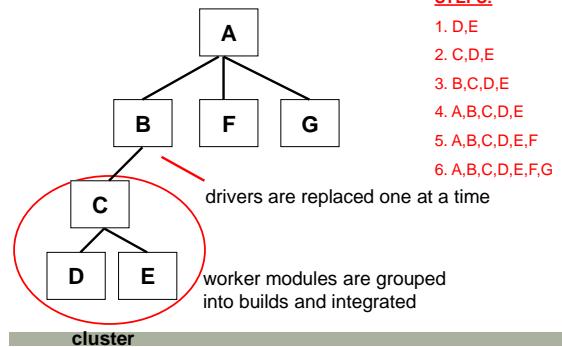 STEPS:
A
1. D,E
2. C,D,E
3. B,C,D,E
4. A,B,C,D,E
5. A,B,C,D,E,F
6. A,B,C,D,E,F,G
B F G
drivers are replaced one at a time
C
D E
worker modules are grouped
into builds and integrated
cluster